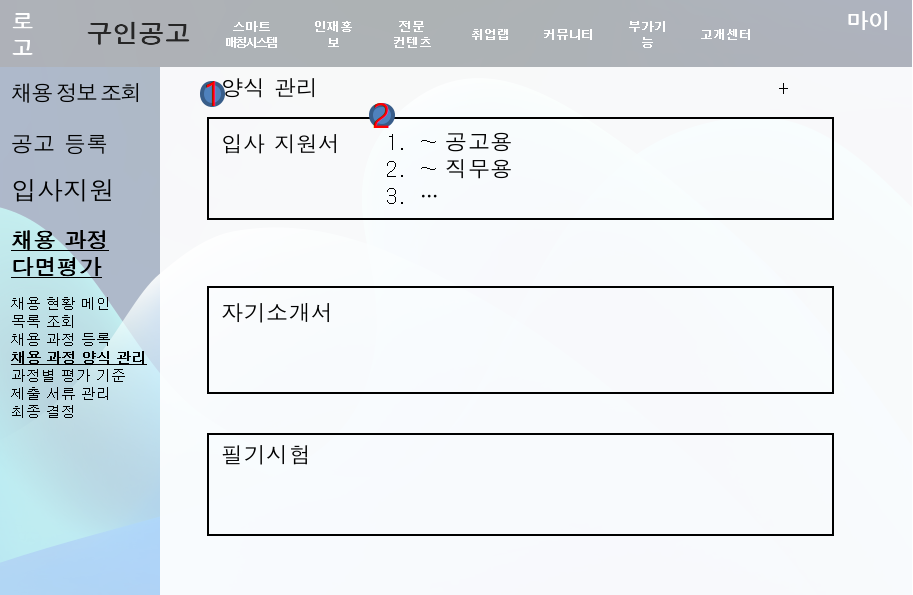 로
고
구인공고
스마트
매칭시스템
인재홍
보
전문
컨텐츠
취업랩
커뮤니티
부가기
능
고객센터
마이
채용 정보 조회
공고 등록
입사지원
채용 과정
다면평가
채용 현황 메인
목록 조회
채용 과정 등록
채용 과정 양식 관리
과정별 평가 기준
제출 서류 관리
최종 결정
1
양식 관리
+
2
입사 지원서
1. ~ 공고용
2. ~ 직무용
3. …
자기소개서
필기시험